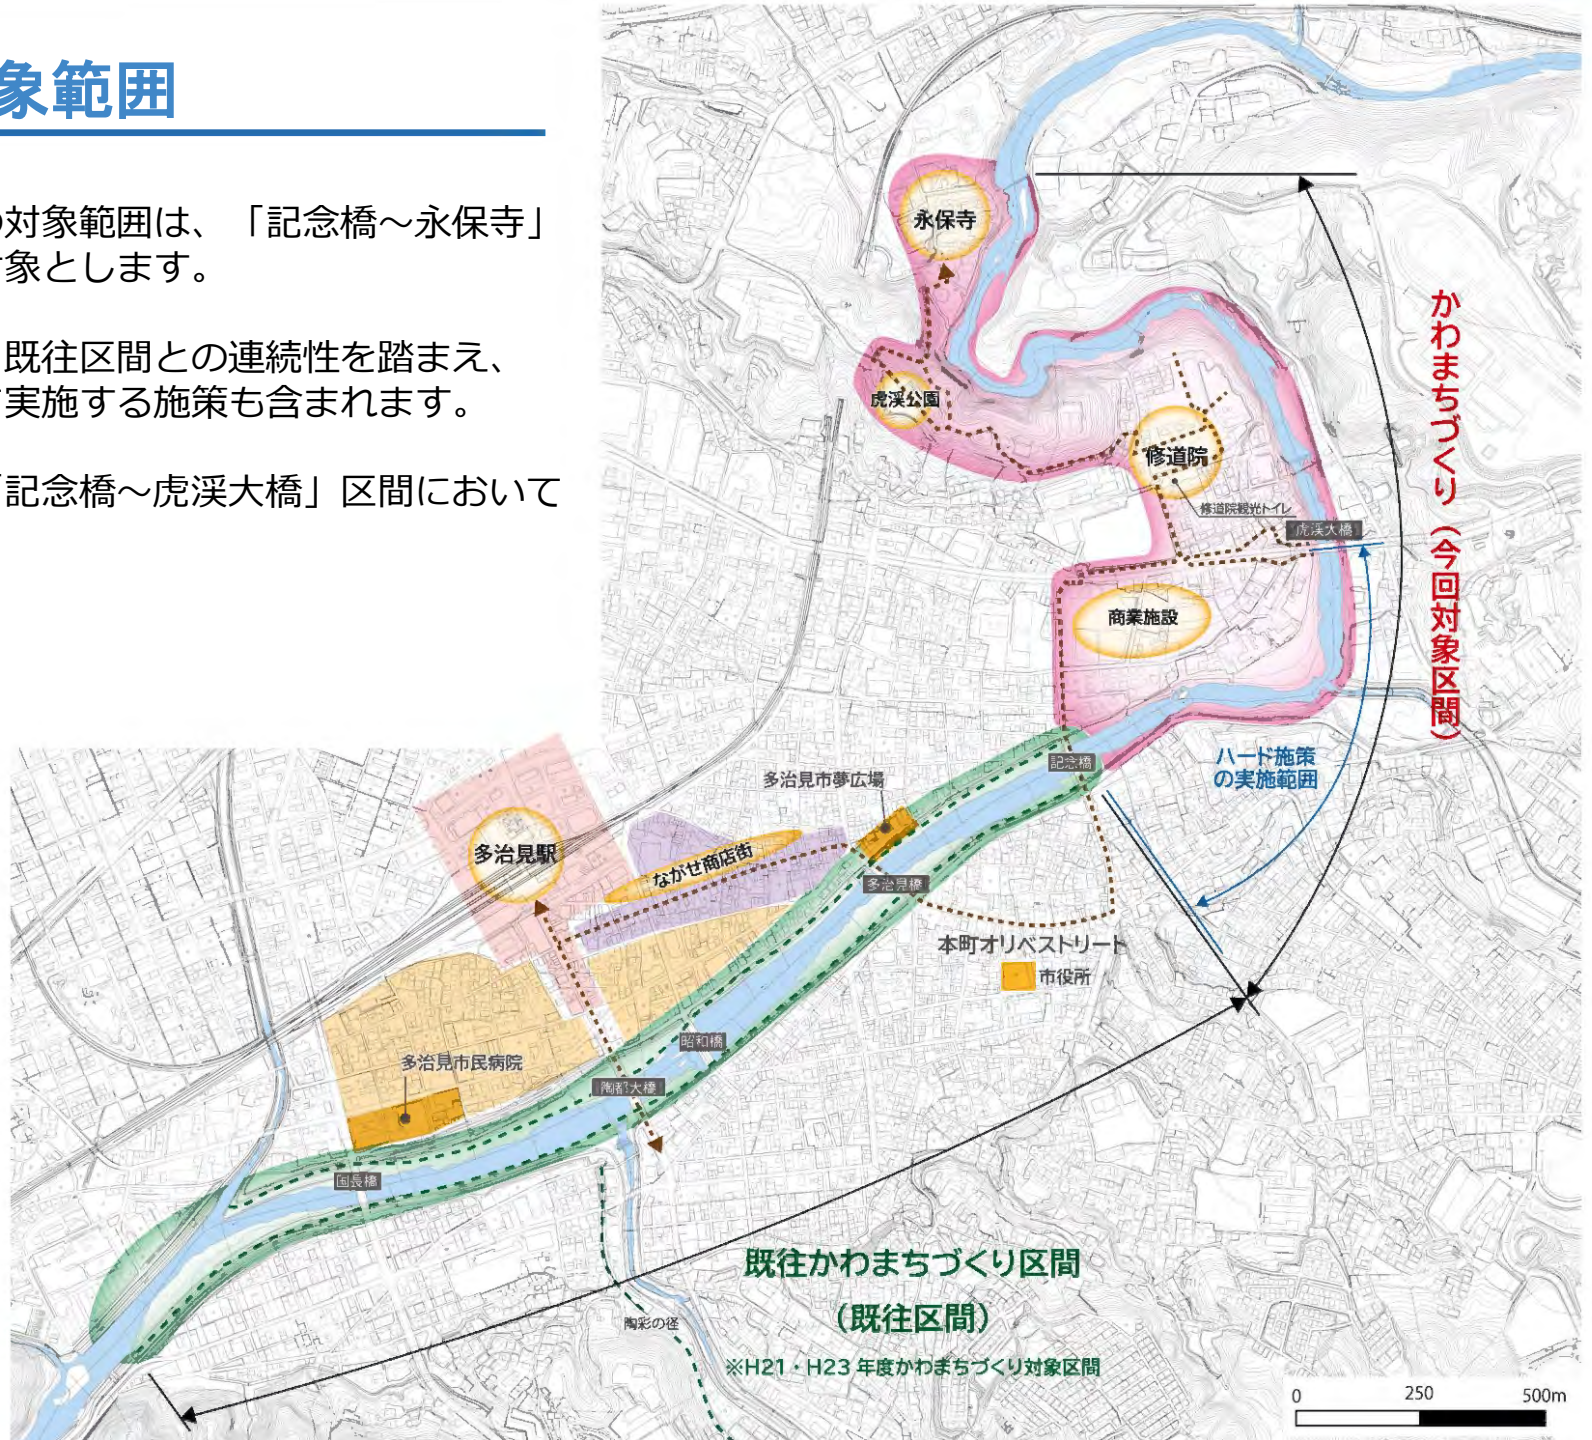 象範囲
の対象範囲は、「記念橋～永保寺」
対象とします。
既往区間との連続性を踏まえ、
実施する施策も含まれます。
「記念橋～虎渓大橋」区間において
永保寺
虎渓公園
修道院
修道院観光トイレ
虎渓大橋
商業施設
かわまちづくり（今回対象区間）
ハード施策
の実施範囲
記念橋
多治見市夢広場
多治見駅
ながせ商店街
多治見橋
本町オリベストリート
市役所
昭和橋
多治見市民病院
陶都大橋
国長橋
既往かわまちづくり区間
（既往区間）
陶彩の径
※H21・H23 年度かわまちづくり対象区間
0 250 500m